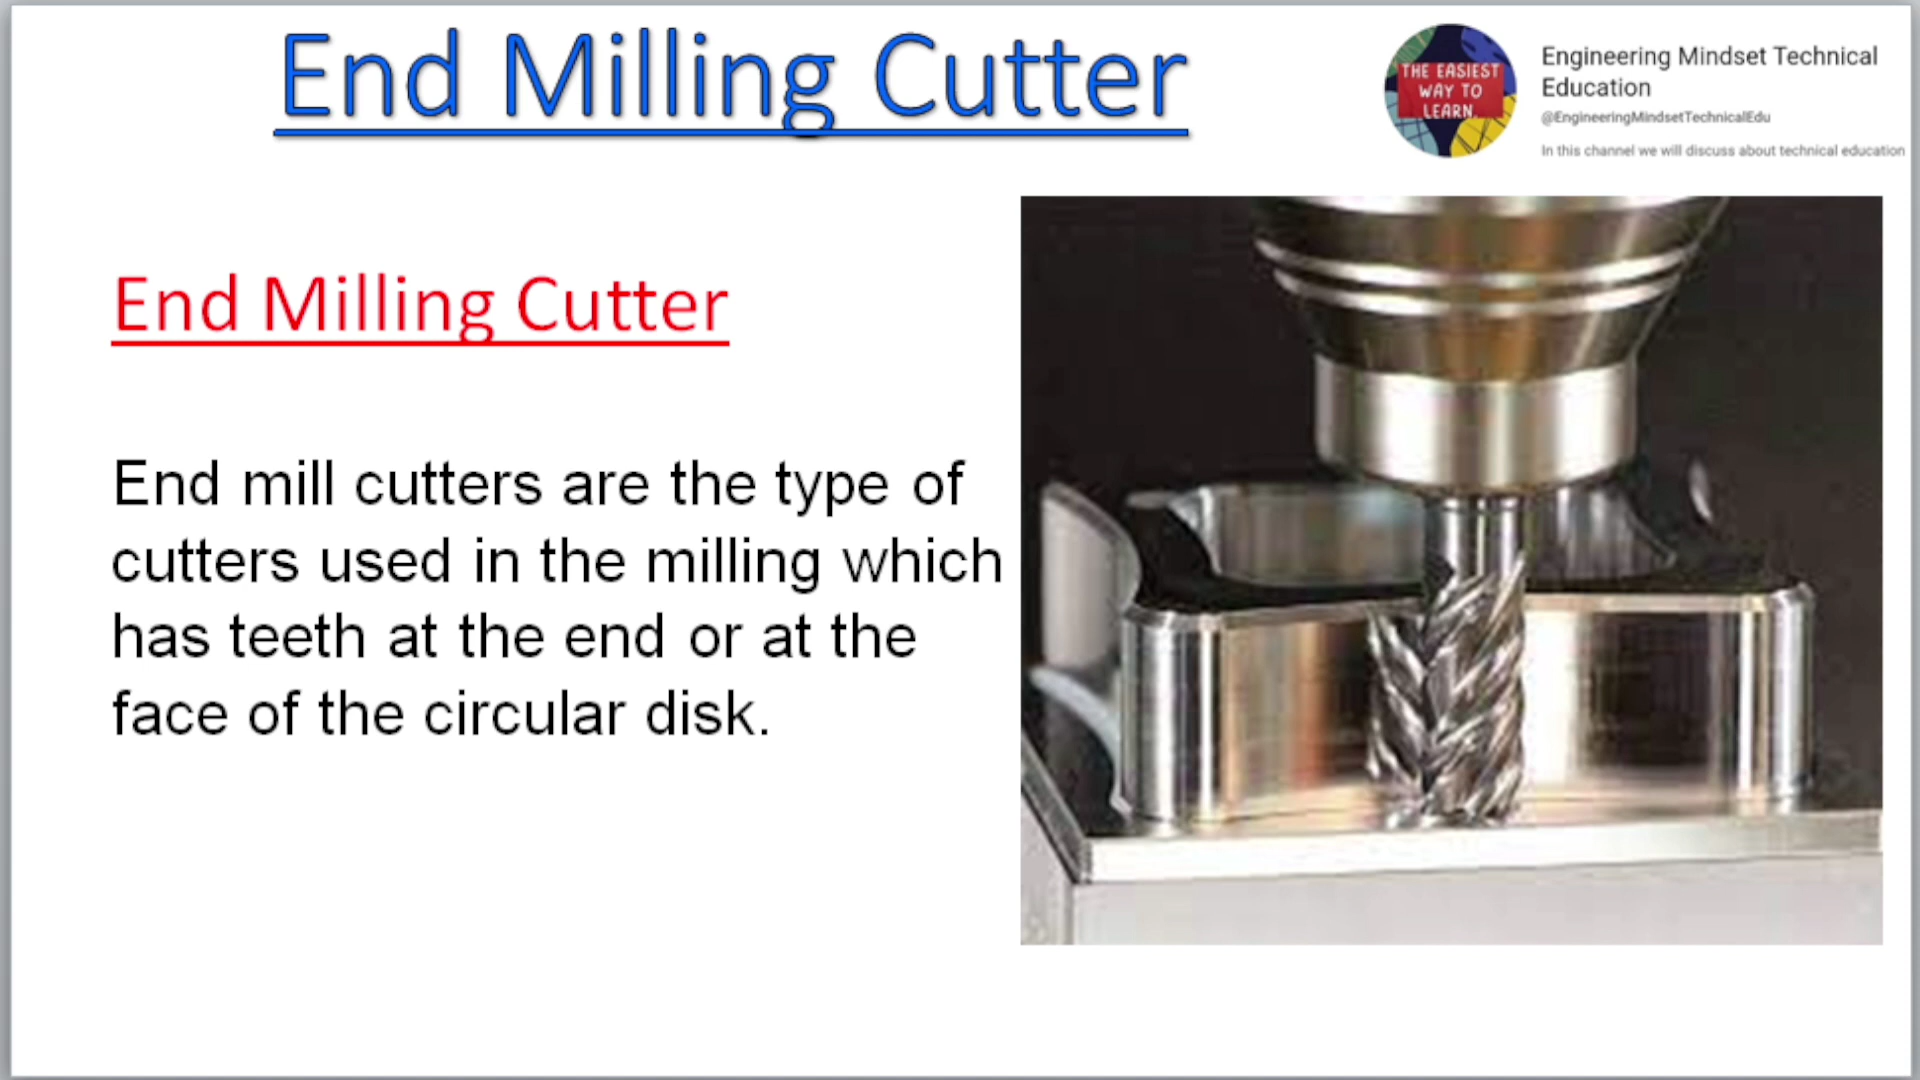 End Milling Cutter
THE EASIEST
WAY TO
LEARN.
Engineering Mindset Technical
Education
@EngineeringMindsetTechnicalEdu
In this channel we will discuss about technical education
End Milling Cutter
End mill cutters are the type of
cutters used in the milling which
has teeth at the end or at the
face of the circular disk.